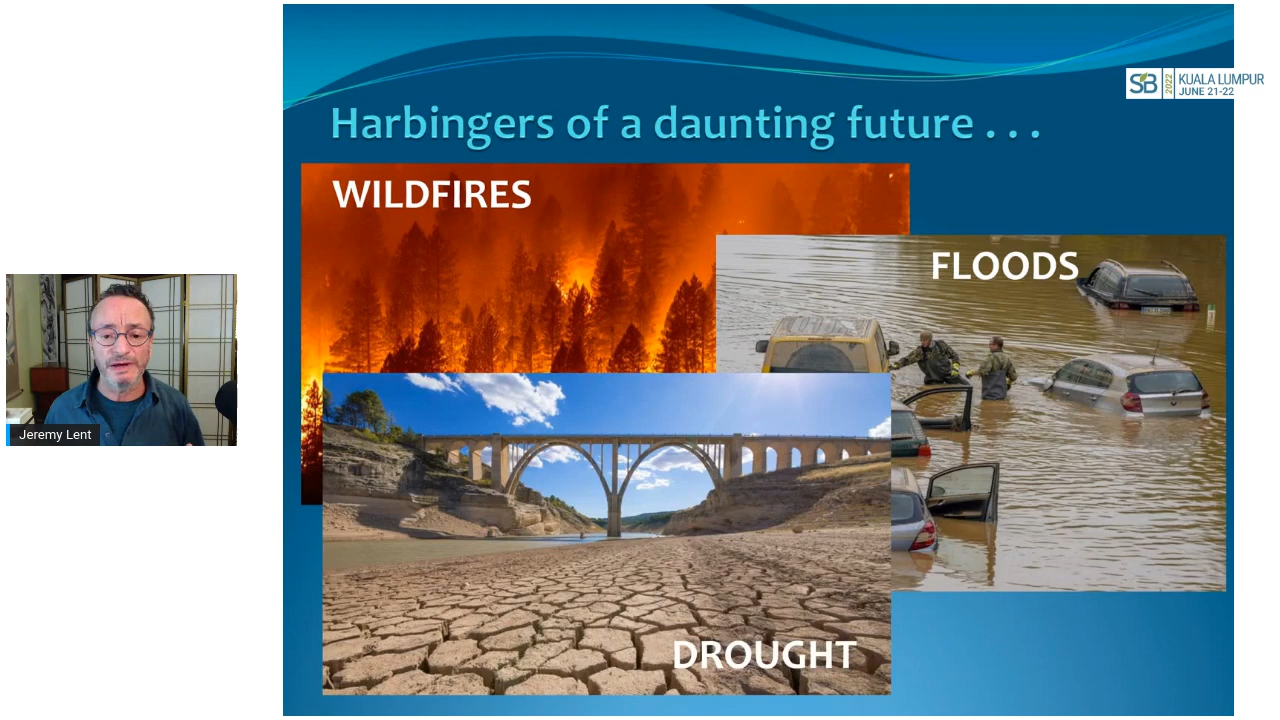 SB 2022 KUALA LUMPUR
JUNE 21-22
Harbingers of a daunting future . . .
WILDFIRES
FLOODS
Jeremy Lent
DROUGHT